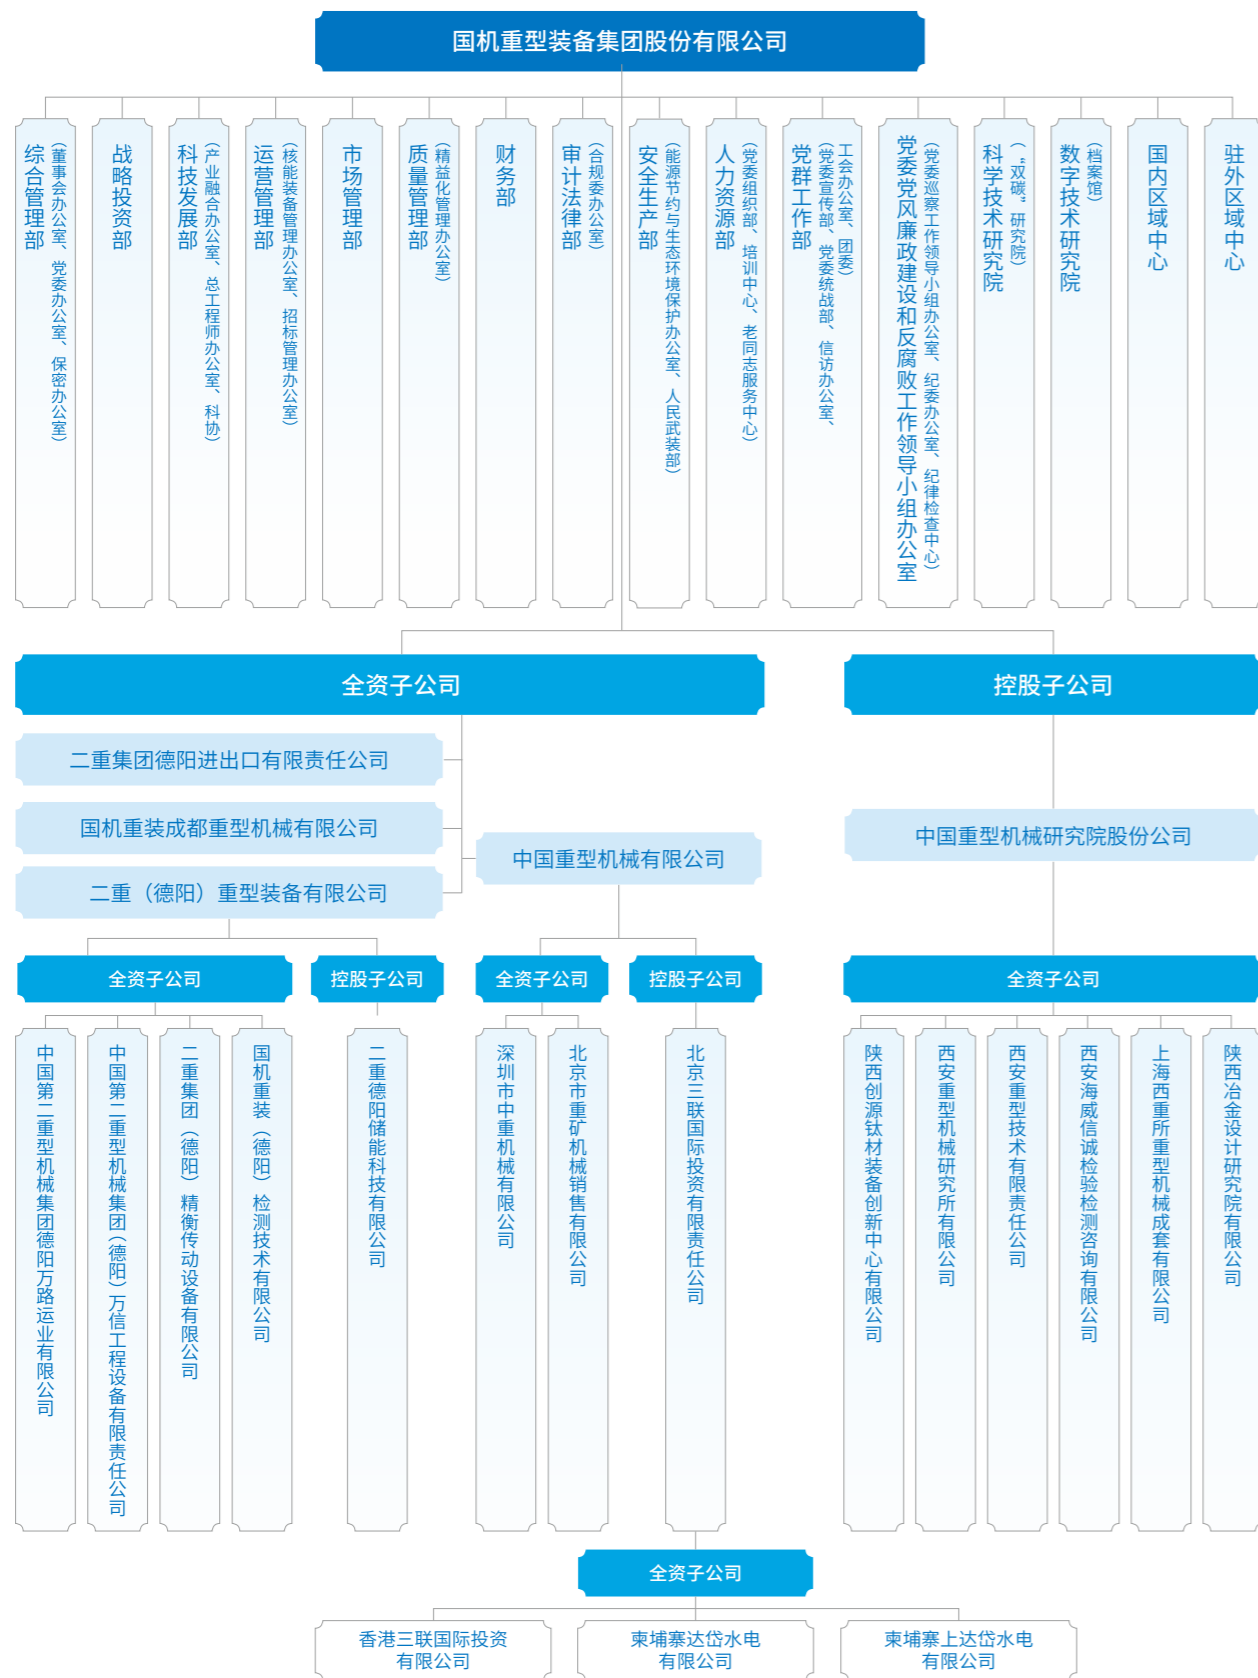 国机重型装备集团股份有限公司
综合管理部
（董事会办公室、党委办公室、保密办公室）
战略投资部
科技发展部
（产业融合办公室、总工程师办公室、科协）
运营管理部
（核能装备管理办公室、招标管理办公室）
市场管理部
质量管理部
（精益化管理办公室）
财务部
审计法律部
（合规委办公室）
安全生产部
（能源节约与生态环境保护办公室、人民武装部）
人力资源部
（党委组织部、培训中心、老同志服务中心）
党群工作部
（党委宣传部、党委统战部、信访办公室、
工会办公室、团委）
党委党风廉政建设和反腐败工作领导小组办公室
（党委巡察工作领导小组办公室、纪委办公室、纪律检查中心）
科学技术研究院
（“双碳”研究院）
数字技术研究院
（档案馆）
国内区域中心
驻外区域中心
全资子公司
控股子公司
二重集团德阳进出口有限责任公司
国机重装成都重型机械有限公司
二重（德阳）重型装备有限公司
中国重型机械有限公司
中国重型机械研究院股份公司
全资子公司
控股子公司
全资子公司
控股子公司
全资子公司
中国第二重型机械集团德阳万路运业有限公司
中国第二重型机械集团（德阳）万信工程设备有限责任公司
二重集团（德阳）精衡传动设备有限公司
国机重装（德阳）检测技术有限公司
二重德阳储能科技有限公司
深圳市中重机械有限公司
北京市重矿机械销售有限公司
北京三联国际投资有限责任公司
陕西创源钛材装备创新中心有限公司
西安重型机械研究所有限公司
西安重型技术有限责任公司
西安海威信诚检验检测咨询有限公司
上海西重所重型机械成套有限公司
陕西冶金设计研究院有限公司
全资子公司
香港三联国际投资
有限公司
柬埔寨达岱水电
有限公司
柬埔寨上达岱水电
有限公司